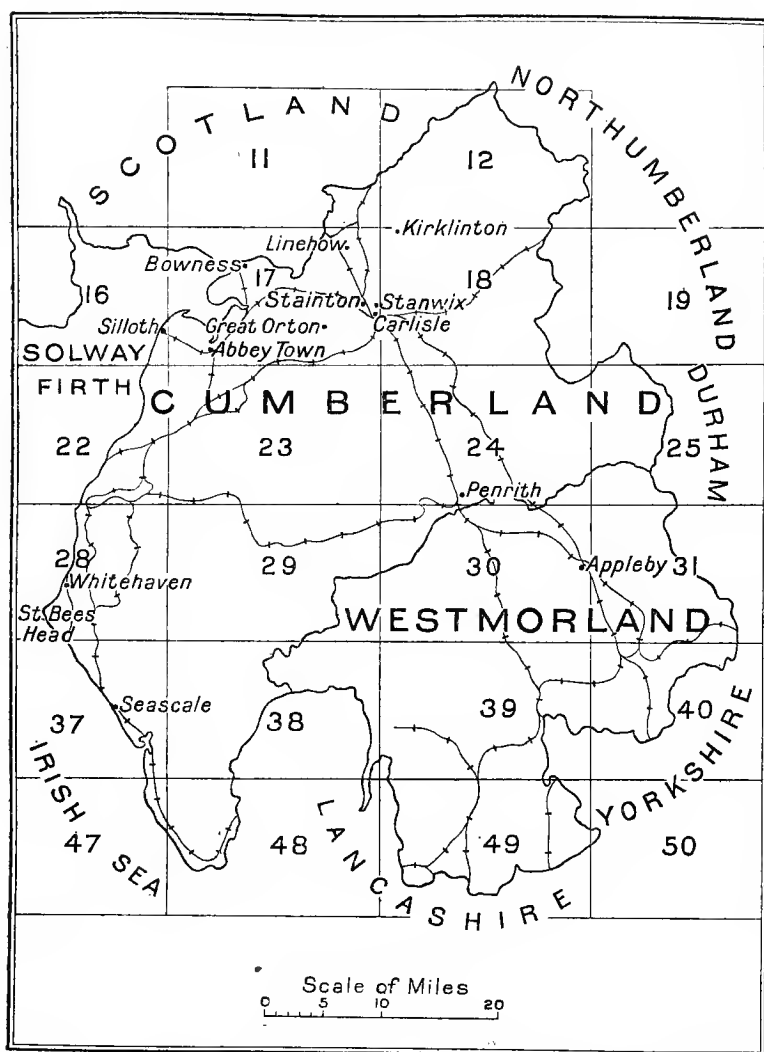 SCOTLAND
NORTHUMBERLAND
11
12
Kirklinton
Linehow
Bowness
17
18
16
Stainton
Stanwix
19
Silloth
Great Orton
Carlisle
Abbey Town
SOLWAY
FIRTH
DURHAM
CUMBERLAND
22
23
24
25
Penrith
28
29
30
Appleby
31
Whitehaven
St. Bees
Head
WESTMORLAND
Seascale
37
38
39
40
IRISH SEA
YORKSHIRE
LANCASHIRE
47
48
49
50
Scale of Miles
0 5 10 20